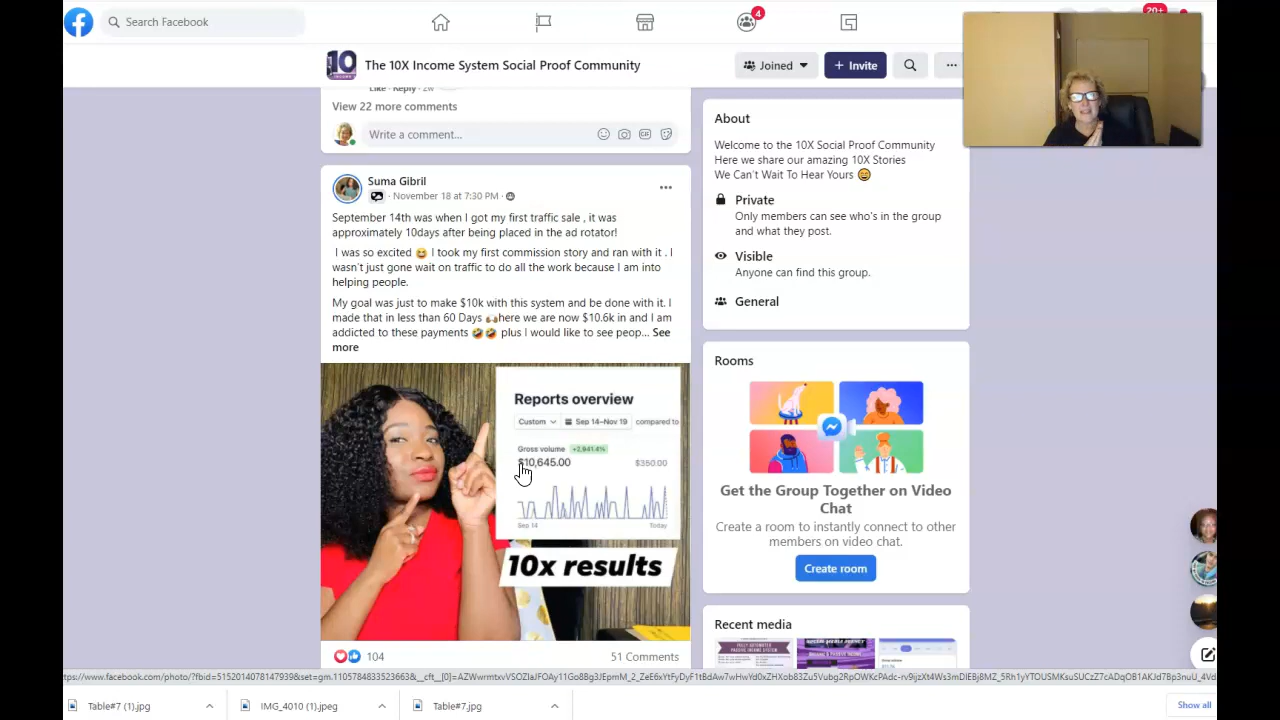 Search Facebook
4
20+
The 10X Income System Social Proof Community
Joined
+ Invite
Like · Reply · 2w
View 22 more comments
Write a comment...
Suma Gibril
November 18 at 7:30 PM ·
September 14th was when I got my first traffic sale , it was
approximately 10days after being placed in the ad rotator!
I was so excited 😆 I took my first commission story and ran with it . I
wasn't just gone wait on traffic to do all the work because I am into
helping people.
My goal was just to make $10k with this system and be done with it. I
made that in less than 60 Days 🙌🏽here we are now $10.6k in and I am
addicted to these payments 🤣🤣 plus I would like to see peop... See
more
Reports overview
Custom
Sep 14–Nov 19
compared to
Gross volume +2,941.4%
$10,645.00
$350.00
Sep 14
Today
10x results
104
51 Comments
About
Welcome to the 10X Social Proof Community
Here we share our amazing 10X Stories
We Can't Wait To Hear Yours 😄
Private
Only members can see who's in the group
and what they post.
Visible
Anyone can find this group.
General
Rooms
Get the Group Together on Video
Chat
Create a room to instantly connect to other
members on video chat.
Create room
Recent media
Table#7 (1).jpg
IMG_4010 (1).jpeg
Table#7.jpg
Show all